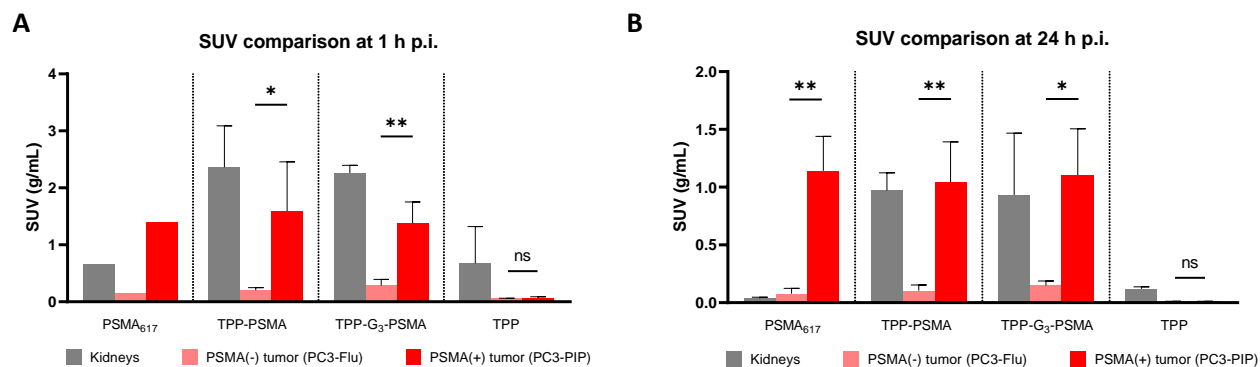 A
SUV comparison at 1 h p.i.
SUV (g/mL)
4
3
2
1
0
*
**
ns
PSMA₆₁₇
TPP-PSMA
TPP-G₃-PSMA
TPP
Kidneys
PSMA(-) tumor (PC3-Flu)
PSMA(+) tumor (PC3-PIP)
B
SUV comparison at 24 h p.i.
SUV (g/mL)
2.0
1.5
1.0
0.5
0.0
**
**
*
ns
PSMA₆₁₇
TPP-PSMA
TPP-G₃-PSMA
TPP
Kidneys
PSMA(-) tumor (PC3-Flu)
PSMA(+) tumor (PC3-PIP)